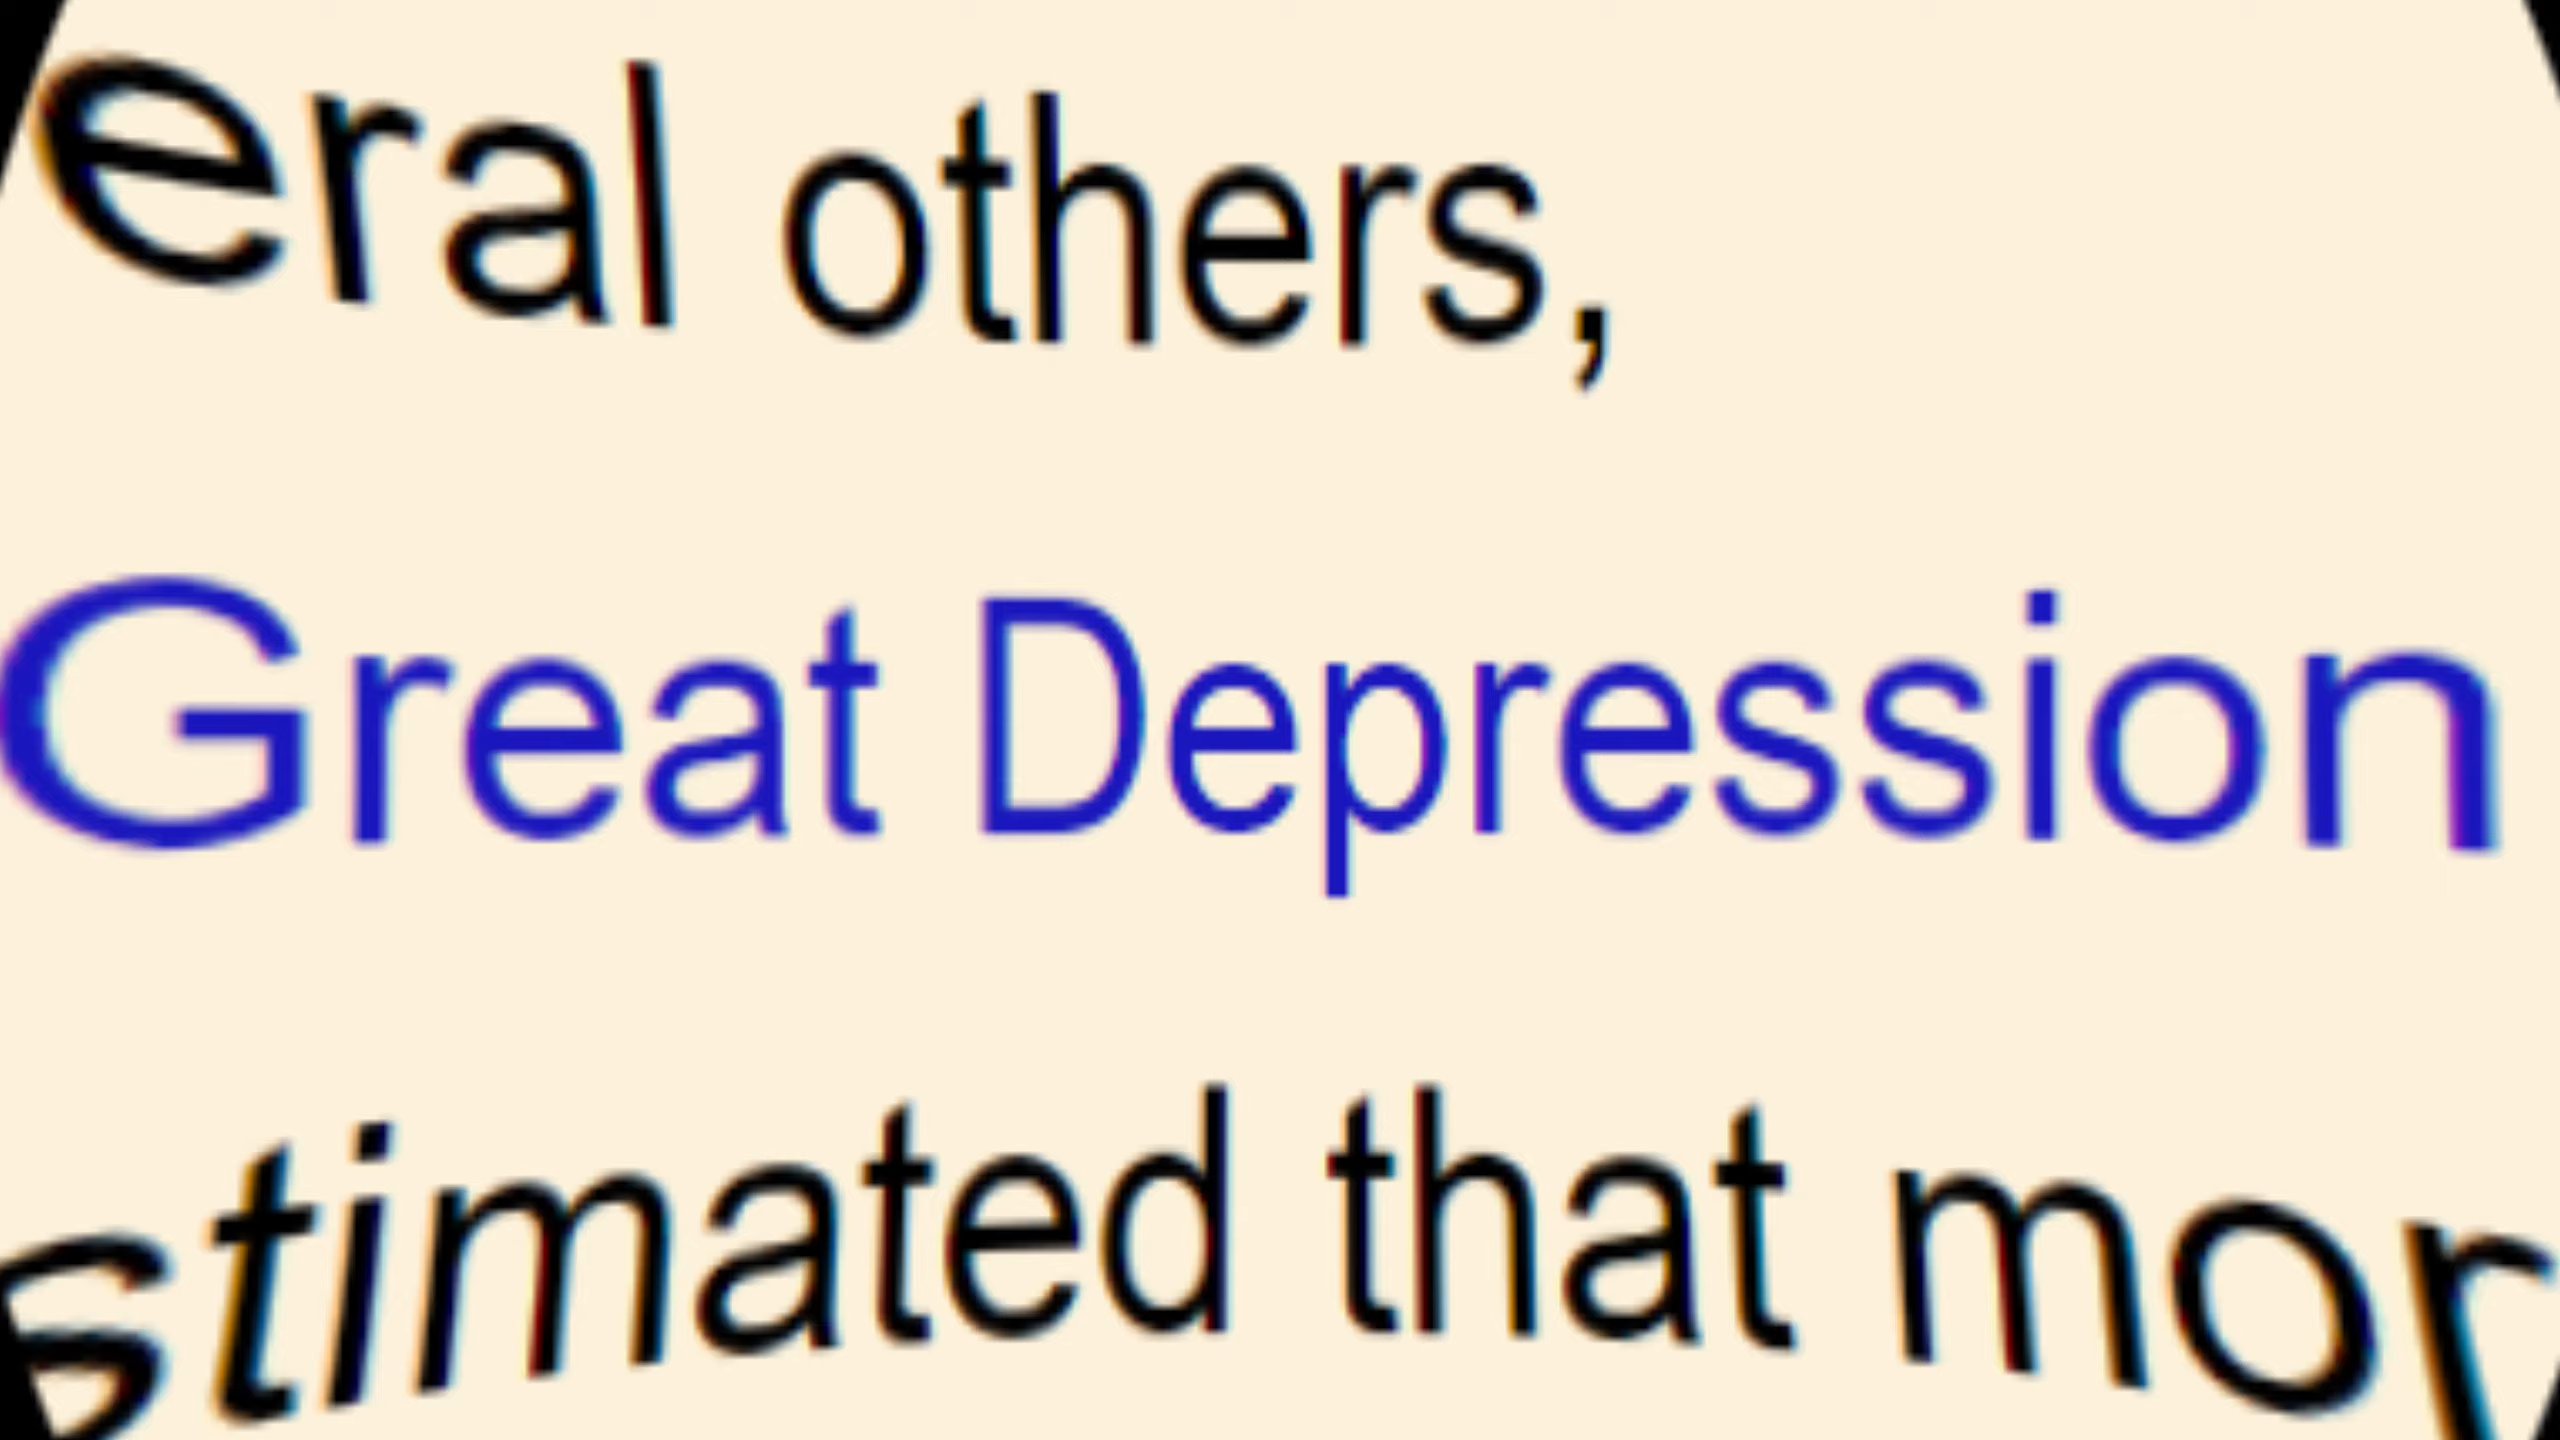 eral others,
Great Depression
stimated that mor